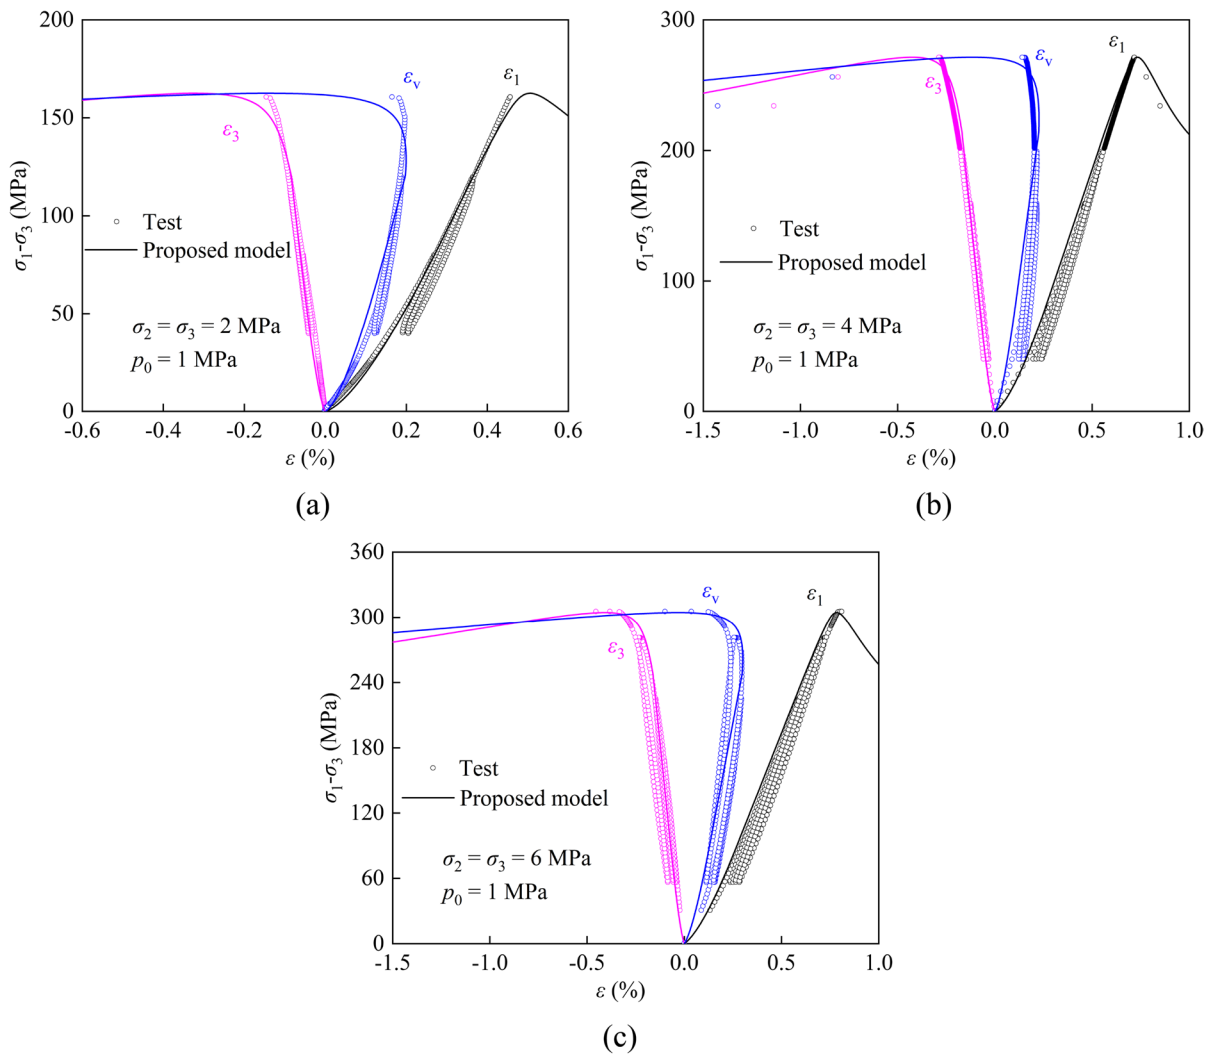 200
150
100
50
0
σ₁-σ₃ (MPa)
εᵥ
ε₁
ε₃
Test
Proposed model
σ₂ = σ₃ = 2 MPa
p₀ = 1 MPa
-0.6 -0.4 -0.2 0.0 0.2 0.4 0.6
ε (%)
(a)
300
200
100
0
σ₁-σ₃ (MPa)
ε₁
εᵥ
ε₃
Test
Proposed model
σ₂ = σ₃ = 4 MPa
p₀ = 1 MPa
-1.5 -1.0 -0.5 0.0 0.5 1.0
ε (%)
(b)
360
300
240
180
120
60
0
σ₁-σ₃ (MPa)
εᵥ
ε₁
ε₃
Test
Proposed model
σ₂ = σ₃ = 6 MPa
p₀ = 1 MPa
-1.5 -1.0 -0.5 0.0 0.5 1.0
ε (%)
(c)